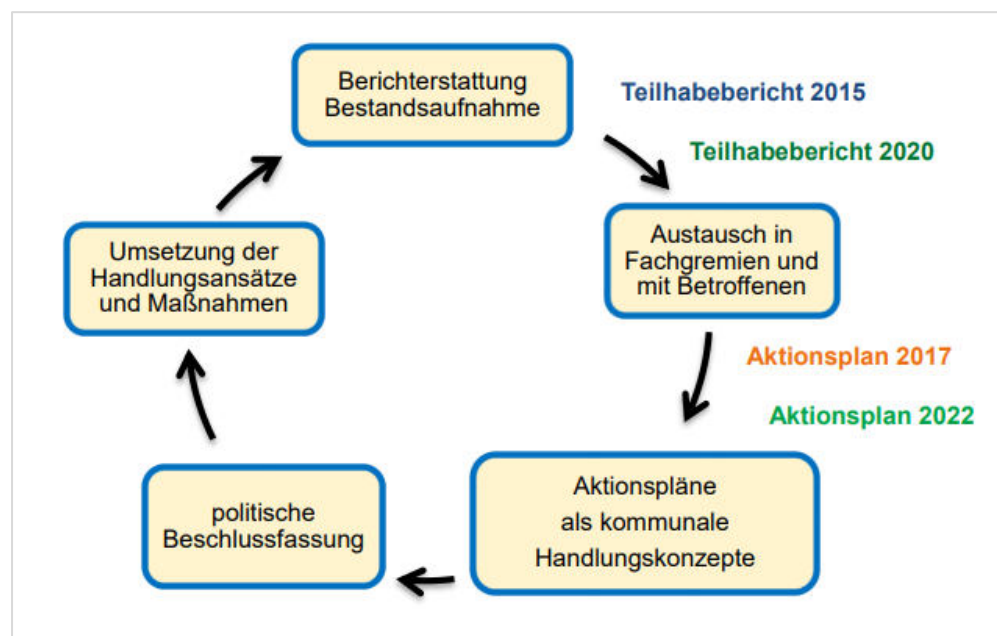 Berichterstattung
Bestandsaufnahme
Teilhabebericht 2015
Teilhabebericht 2020
Austausch in
Fachgremien und
mit Betroffenen
Aktionsplan 2017
Aktionsplan 2022
Aktionspläne
als kommunale
Handlungskonzepte
politische
Beschlussfassung
Umsetzung der
Handlungsansätze
und Maßnahmen